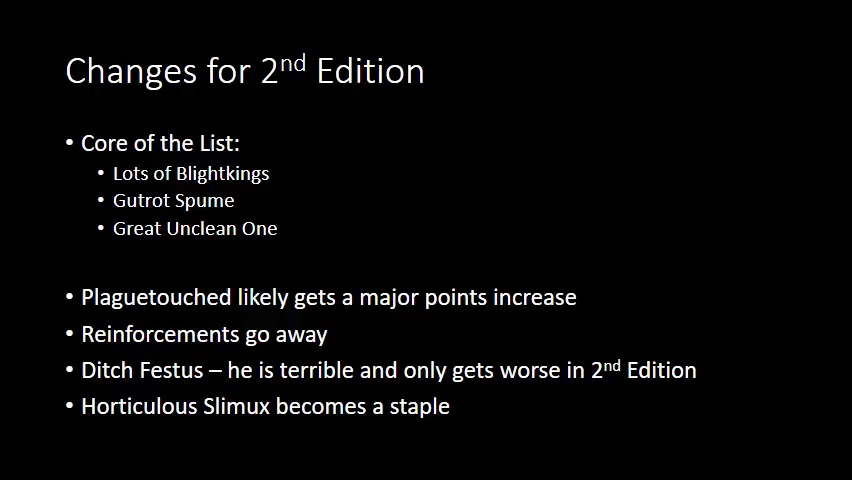 Changes for 2nd Edition
• Core of the List:
• Lots of Blightkings
• Gutrot Spume
• Great Unclean One
• Plaguetouched likely gets a major points increase
• Reinforcements go away
• Ditch Festus – he is terrible and only gets worse in 2nd Edition
• Horticulous Slimux becomes a staple